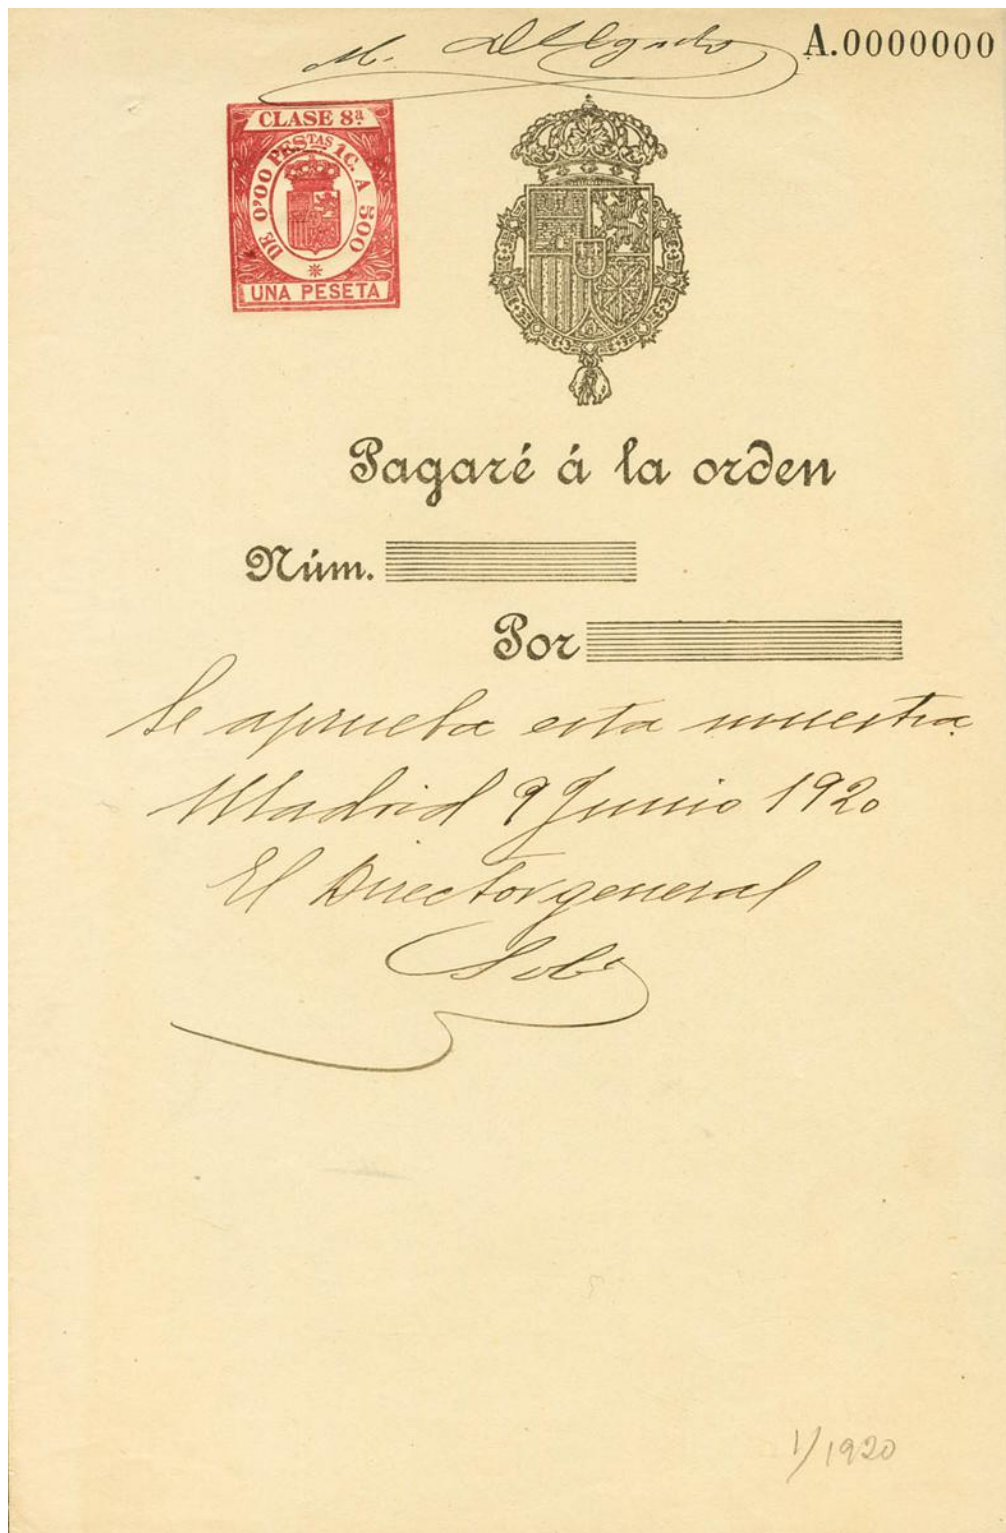 M. Delgado
A.0000000
CLASE 8ª
DE 0'00 PESTAS 1C. A 500
UNA PESETA
Pagaré á la orden
Núm.
Por
Se aprueba esta muestra
Madrid 9 Junio 1920
El Director general
1/1920